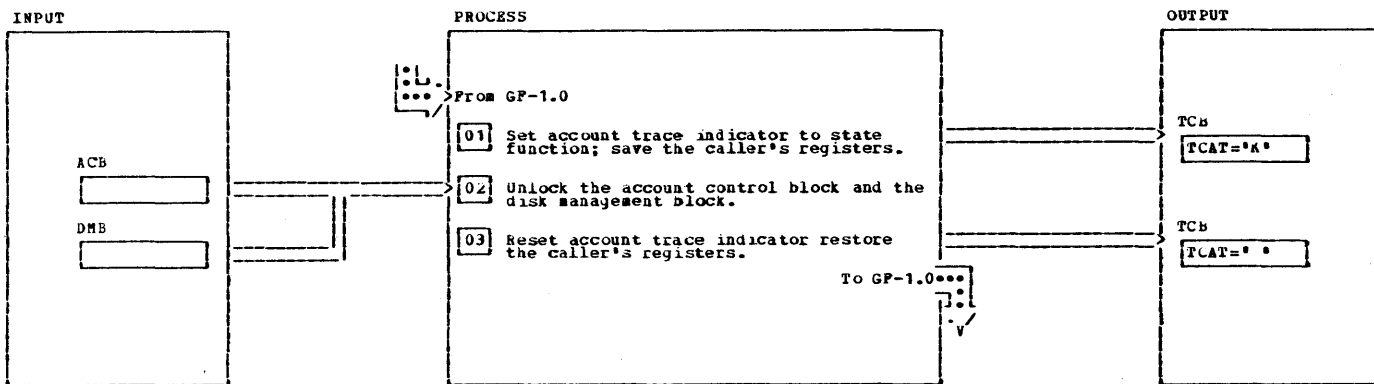 INPUT
PROCESS
OUTPUT
From GF-1.0
01 Set account trace indicator to state
function; save the caller's registers.
TCB
TCAT="K"
ACB
02 Unlock the account control block and the
disk management block.
DMB
03 Reset account trace indicator restore
the caller's registers.
TCB
TCAT=" "
To GF-1.0